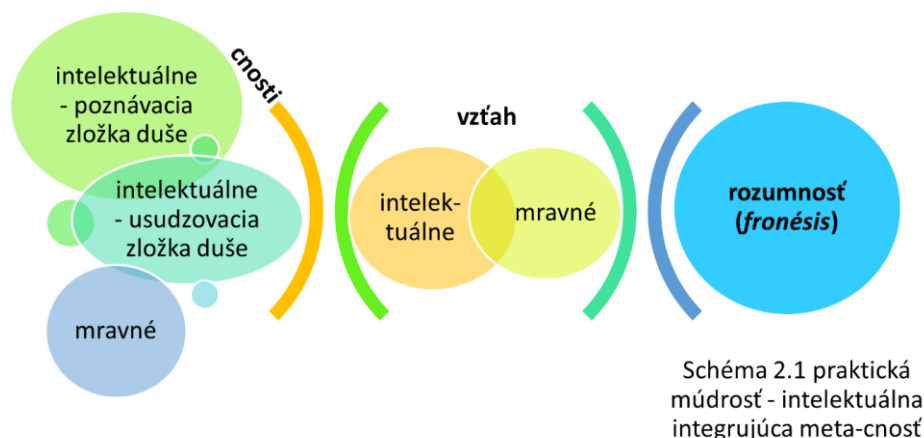 cnosti
intelektuálne
- poznávacia
zložka duše
intelektuálne
- usudzovacia
zložka duše
mravné
vzťah
intelek-
tuálne
mravné
rozumnosť
(fronésis)
Schéma 2.1 praktická
múdrosť - intelektuálna
integrujúca meta-cnosť